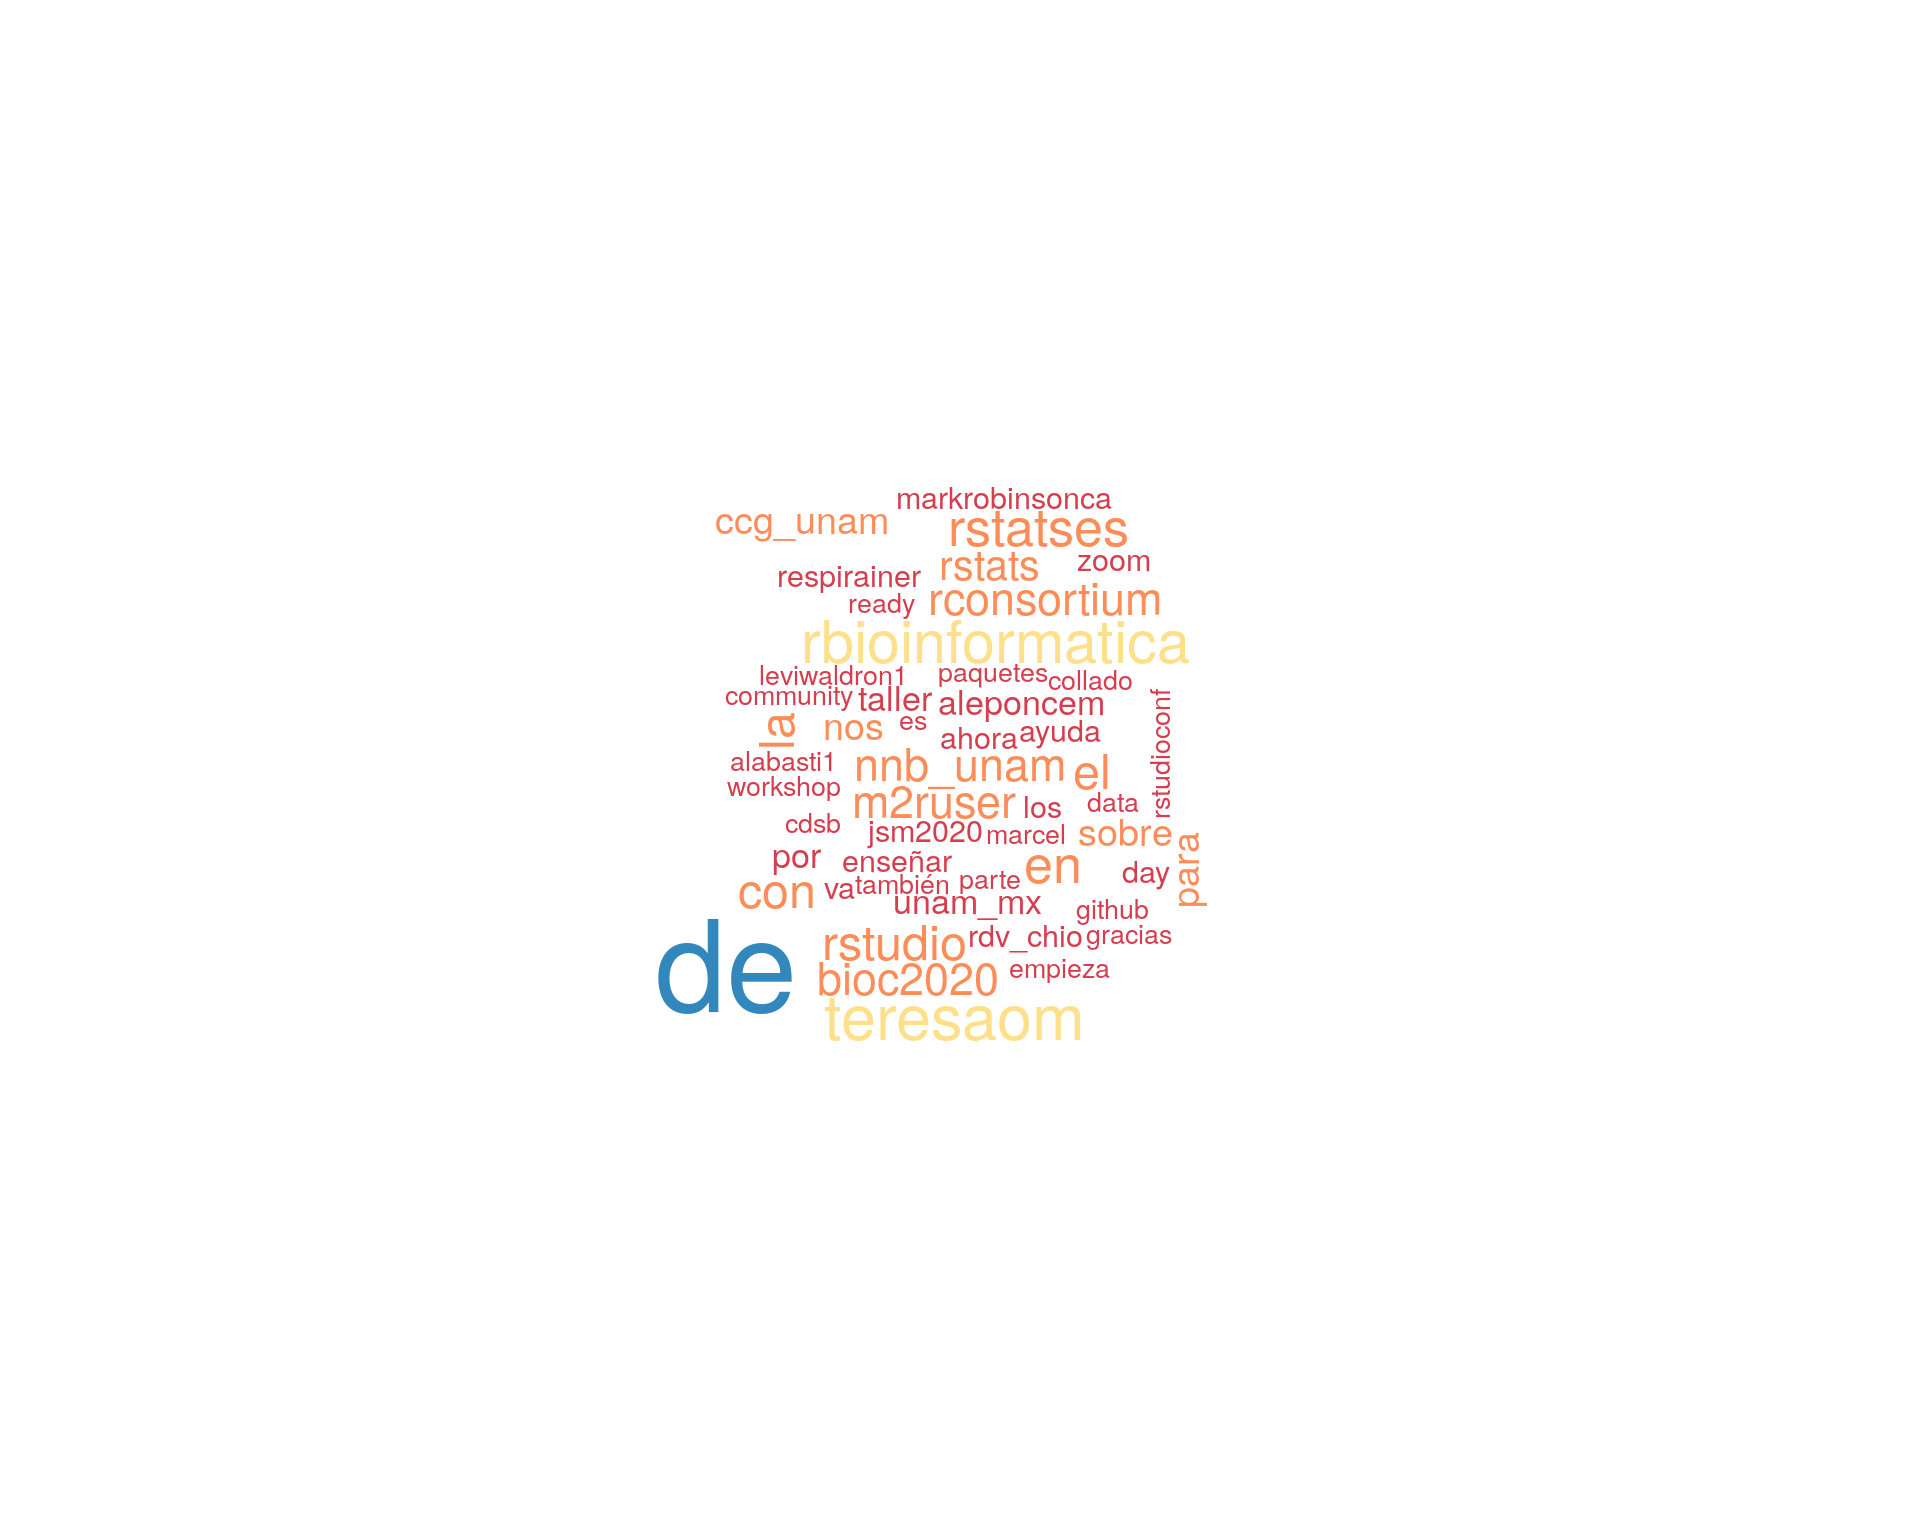 markrobinsonca
ccg_unam
rstatses
rstats
zoom
respirainer
ready
rconsortium
rbioinformatica
leviwaldron1
paquetes
collado
community
taller
aleponcem
rstudioconf
la
nos
es
ahora
ayuda
alabasti1
nnb_unam
el
workshop
m2ruser
los
data
cdsb
jsm2020
marcel
sobre
para
por
enseñar
en
day
con
va
también
parte
unam_mx
github
de
rstudio
rdv_chio
gracias
bioc2020
empieza
teresaom